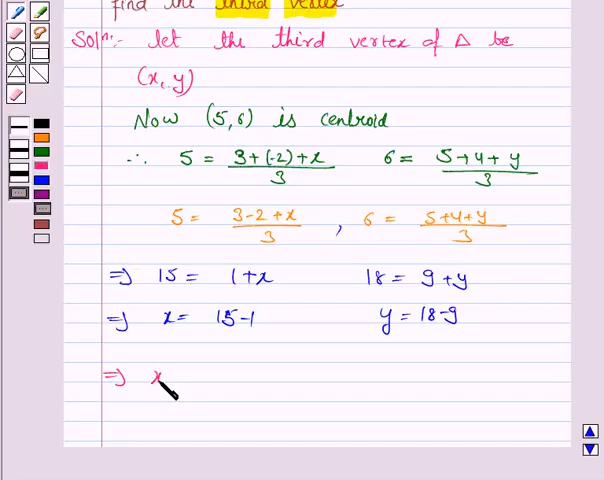 find the third vertex
Soln:- let the third vertex of Δ be
(x, y)
Now (5,6) is centroid
∴ 5 = 3+(-2)+x/3 6 = 5+4+y/3
5 = 3-2+x/3 , 6 = 5+4+y/3
⇒ 15 = 1+x 18 = 9+y
⇒ x = 15-1 y = 18-9
⇒ x